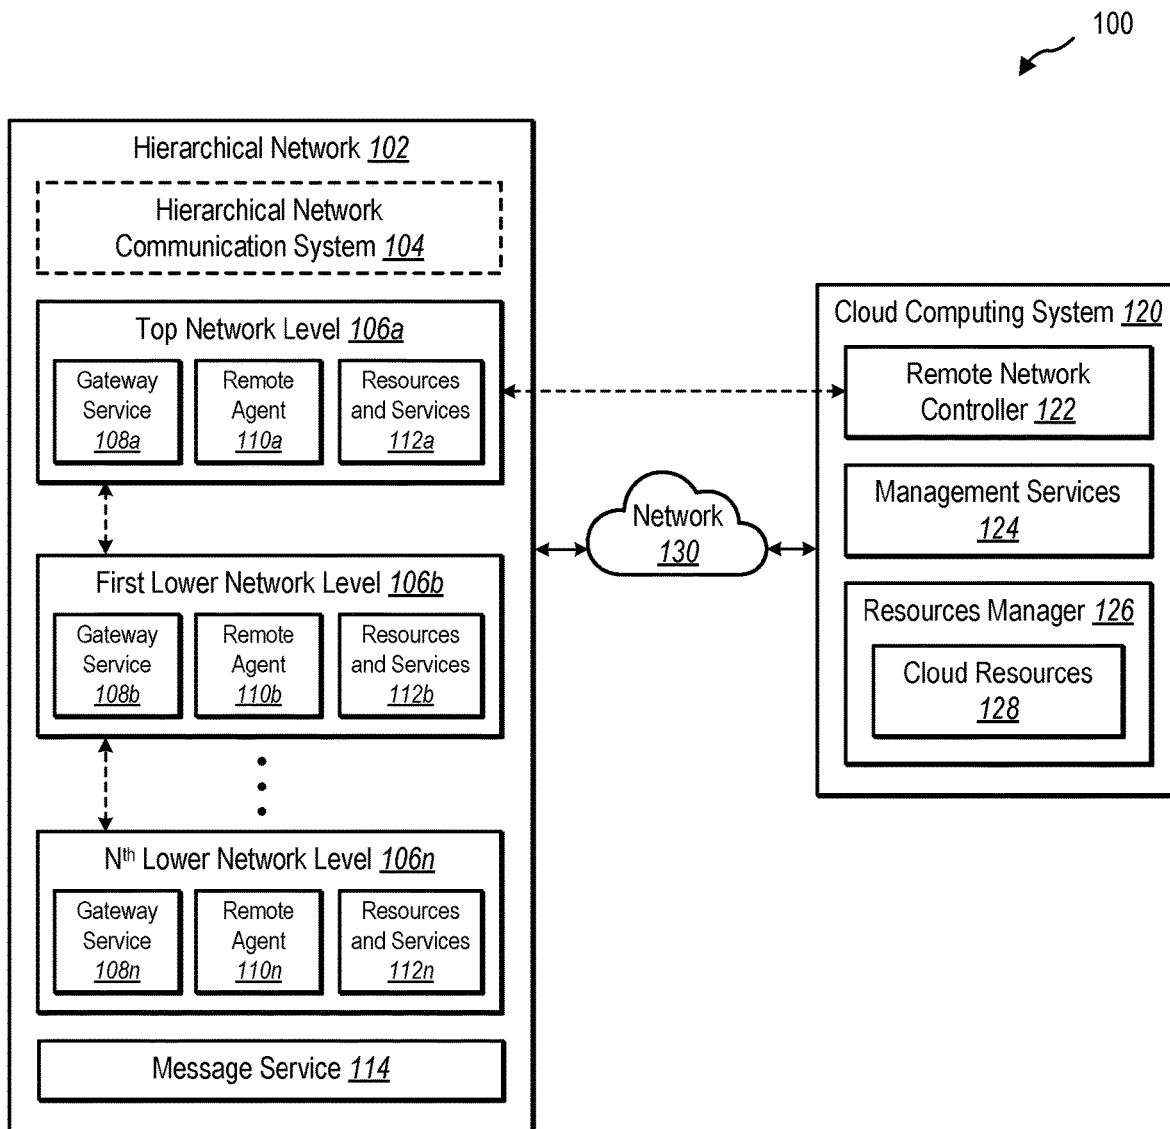 100
Hierarchical Network 102
Hierarchical Network
Communication System 104
Top Network Level 106a
Gateway
Service
108a
Remote
Agent
110a
Resources
and Services
112a
First Lower Network Level 106b
Gateway
Service
108b
Remote
Agent
110b
Resources
and Services
112b
Nth Lower Network Level 106n
Gateway
Service
108n
Remote
Agent
110n
Resources
and Services
112n
Message Service 114
Network
130
Cloud Computing System 120
Remote Network
Controller 122
Management Services
124
Resources Manager 126
Cloud Resources
128